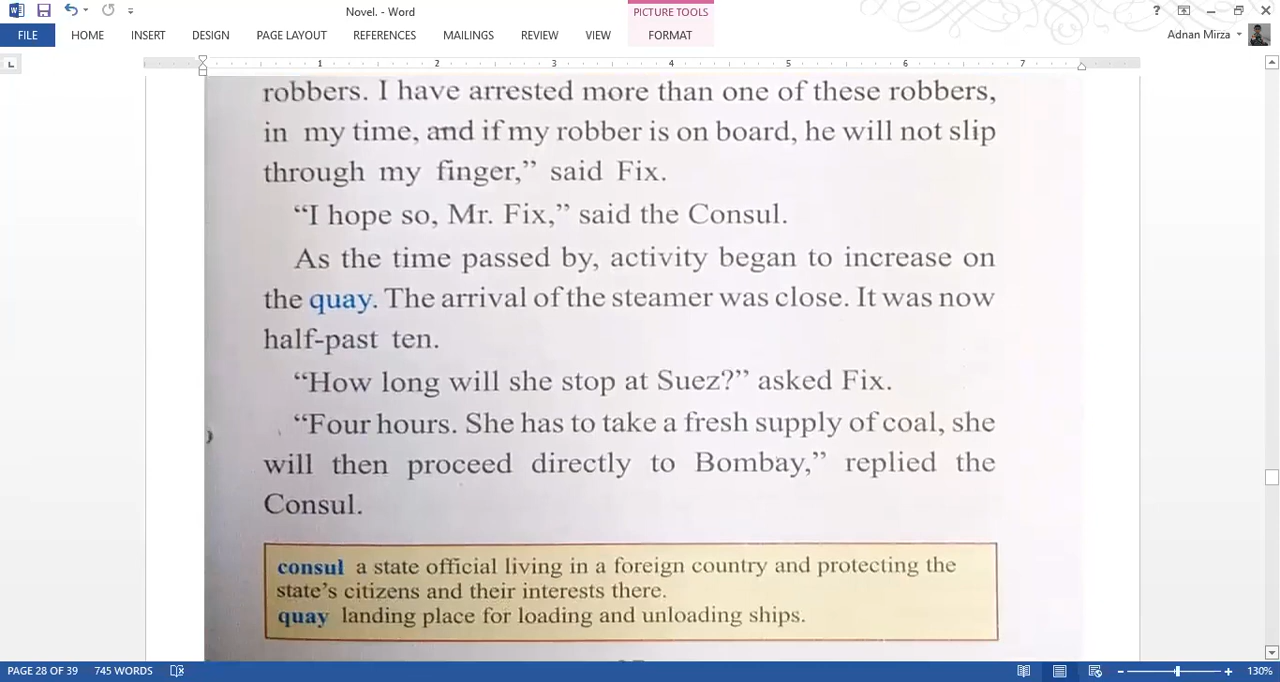 Novel. - Word
PICTURE TOOLS
?
FILE HOME INSERT DESIGN PAGE LAYOUT REFERENCES MAILINGS REVIEW VIEW FORMAT
Adnan Mirza
1 2 3 4 5 6 7
robbers. I have arrested more than one of these robbers,
in my time, and if my robber is on board, he will not slip
through my finger,” said Fix.
“I hope so, Mr. Fix,” said the Consul.
As the time passed by, activity began to increase on
the quay. The arrival of the steamer was close. It was now
half-past ten.
“How long will she stop at Suez?” asked Fix.
“Four hours. She has to take a fresh supply of coal, she
will then proceed directly to Bombay,” replied the
Consul.
consul a state official living in a foreign country and protecting the
state’s citizens and their interests there.
quay landing place for loading and unloading ships.
PAGE 28 OF 39 745 WORDS
130%